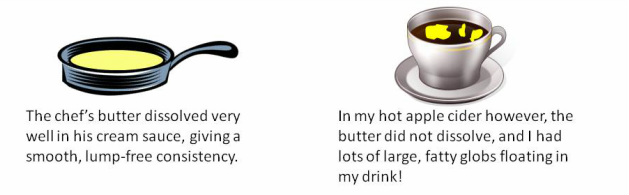 The chef's butter dissolved very
well in his cream sauce, giving a
smooth, lump-free consistency.
In my hot apple cider however, the
butter did not dissolve, and I had
lots of large, fatty globs floating in
my drink!